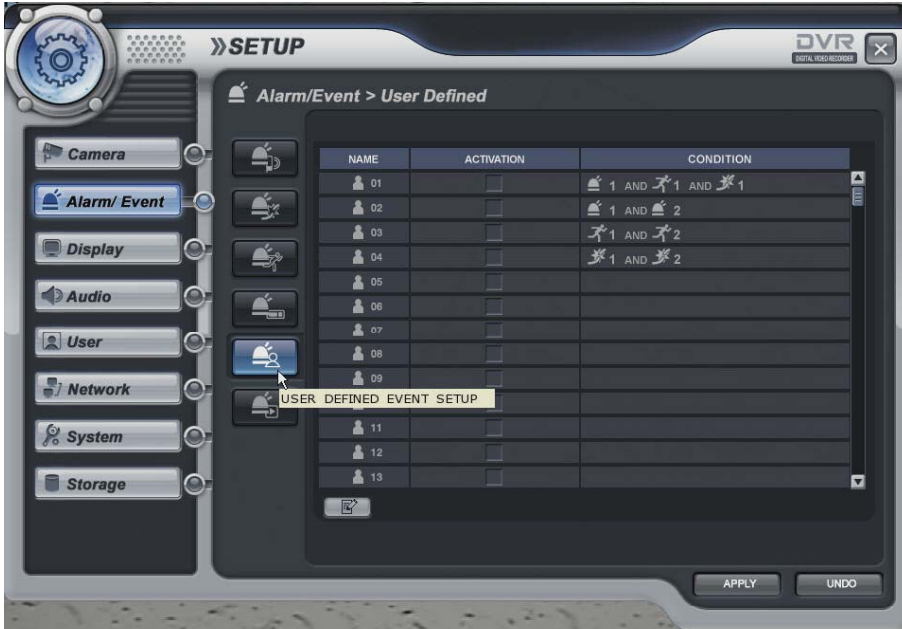 »SETUP
DVR
DIGITAL VIDEO RECORDER
Alarm/Event > User Defined
Camera
Alarm/ Event
Display
Audio
User
Network
System
Storage
NAME ACTIVATION CONDITION
01 1 AND 1 AND 1
02 1 AND 2
03 1 AND 2
04 1 AND 2
05
06
07
08
09
USER DEFINED EVENT SETUP
11
12
13
APPLY UNDO